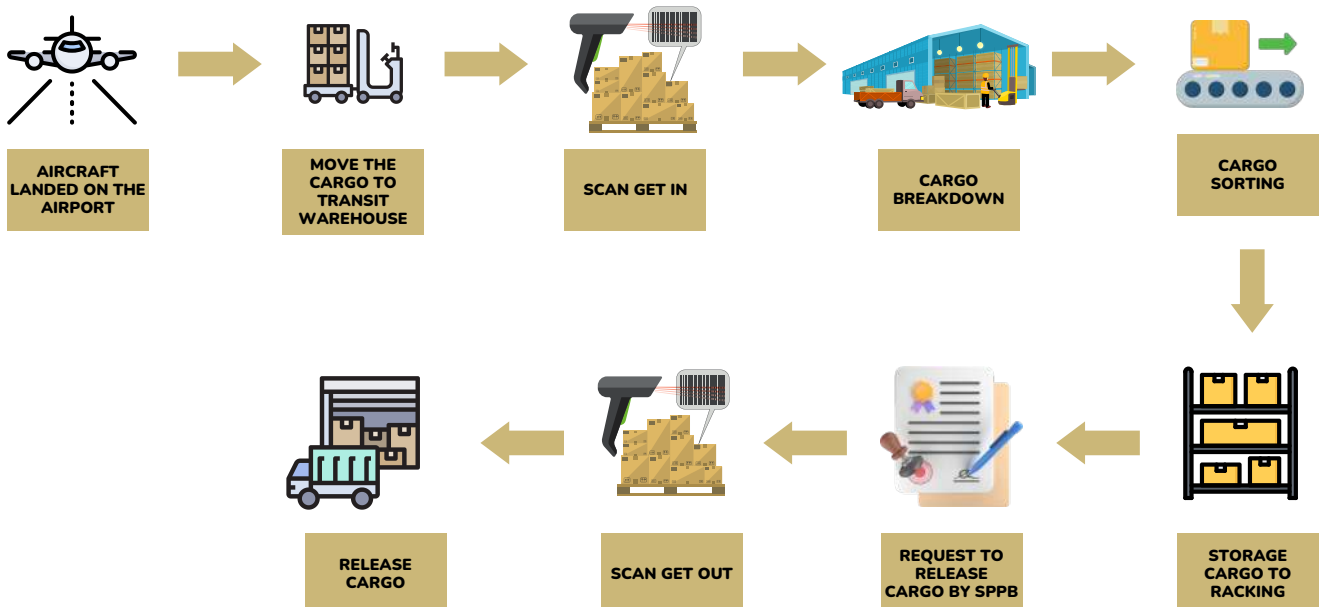 AIRCRAFT
LANDED ON THE
AIRPORT
MOVE THE
CARGO TO
TRANSIT
WAREHOUSE
SCAN GET IN
CARGO
BREAKDOWN
CARGO
SORTING
STORAGE
CARGO TO
RACKING
REQUEST TO
RELEASE
CARGO BY SPPB
SCAN GET OUT
RELEASE
CARGO